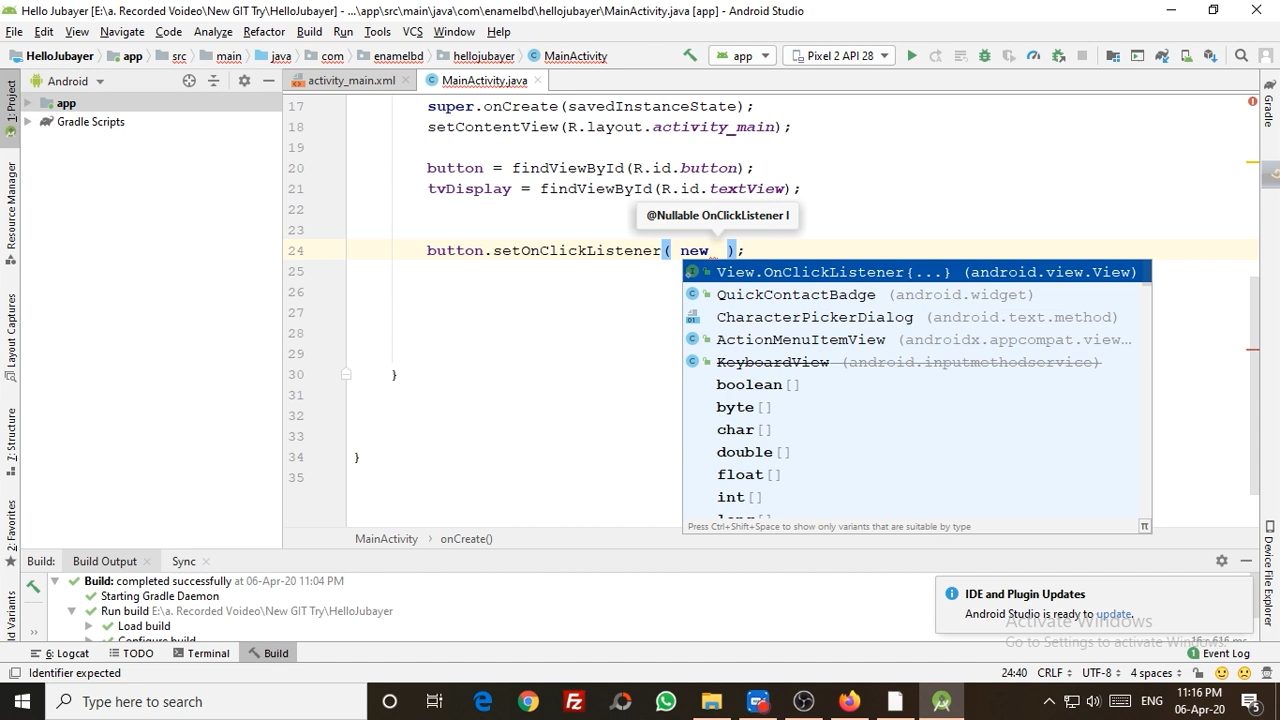 Hello Jubayer [E:\a. Recorded Voideo\New GIT Try\HelloJubayer] - ...\app\src\main\java\com\enamelbd\hellojubayer\MainActivity.java [app] - Android Studio
File Edit View Navigate Code Analyze Refactor Build Run Tools VCS Window Help
HelloJubayer app src main java com enamelbd hellojubayer MainActivity app Pixel 2 API 28
Android activity_main.xml MainActivity.java
1: Project
Resource Manager
Layout Captures
7: Structure
2: Favorites
ld Variants
app
Gradle Scripts
17 super.onCreate(savedInstanceState);
18 setContentView(R.layout.activity_main);
19
20 button = findViewById(R.id.button);
21 tvDisplay = findViewById(R.id.textView);
22
@Nullable OnClickListener l
23
24 button.setOnClickListener( new );
25
26
27
28
29
30 }
31
32
33
34 }
35
View.OnClickListener{...} (android.view.View)
QuickContactBadge (android.widget)
CharacterPickerDialog (android.text.method)
ActionMenuItemView (androidx.appcompat.view...
KeyboardView (android.inputmethodservice)
boolean[]
byte[]
char[]
double[]
float[]
int[]
Press Ctrl+Shift+Space to show only variants that are suitable by type
π
Gradle
Device File Explorer
MainActivity › onCreate()
Build: Build Output Sync
Build: completed successfully at 06-Apr-20 11:04 PM
Starting Gradle Daemon
Run build E:\a. Recorded Voideo\New GIT Try\HelloJubayer
Load build
Configure build
IDE and Plugin Updates
Android Studio is ready to update.
Activate Windows
Go to Settings to activate Windows.
6: Logcat TODO Terminal Build 1 Event Log
Identifier expected 24:40 CRLF UTF-8 4 spaces
Type here to search ENG 11:16 PM
06-Apr-20 5